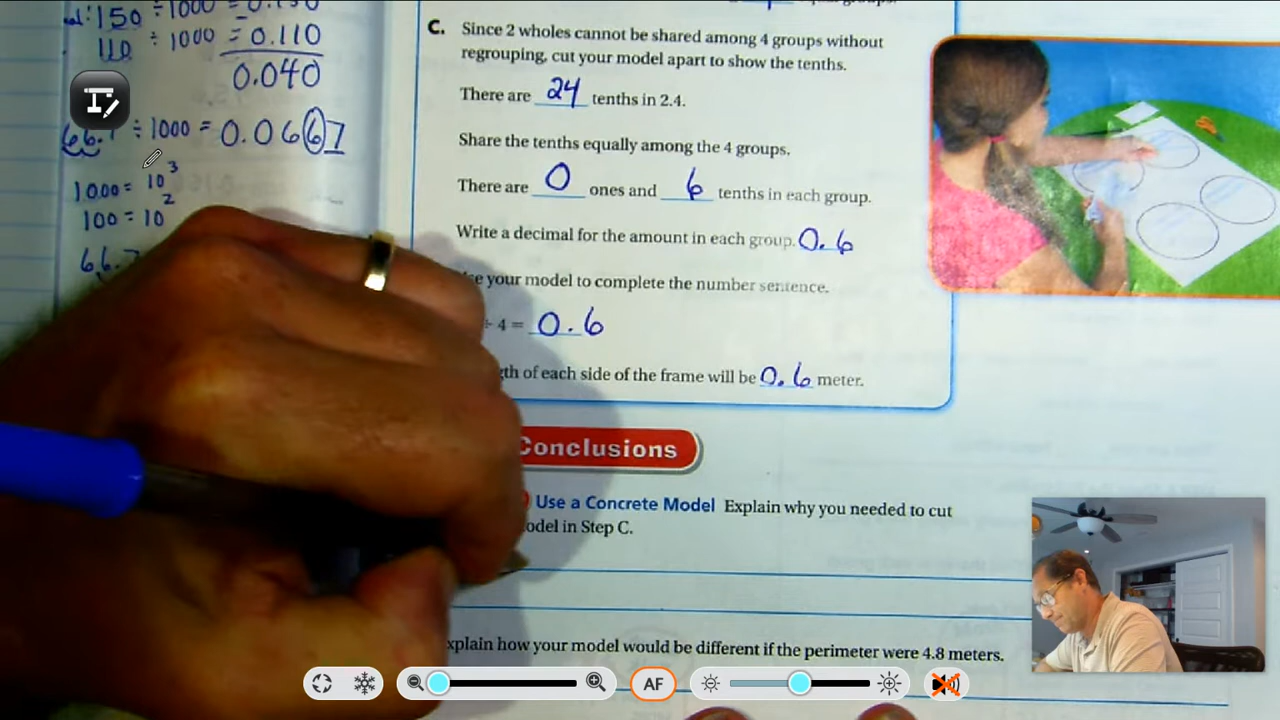 150 ÷ 1000 = 0.150
110 ÷ 1000 = 0.110
0.040
66.7 ÷ 1000 = 0.0667
1000 = 10³
100 = 10²
66.7
C. Since 2 wholes cannot be shared among 4 groups without
regrouping, cut your model apart to show the tenths.
There are 24 tenths in 2.4.
Share the tenths equally among the 4 groups.
There are 0 ones and 6 tenths in each group.
Write a decimal for the amount in each group. 0.6
your model to complete the number sentence.
÷ 4 = 0.6
of each side of the frame will be 0.6 meter.
Conclusions
Use a Concrete Model Explain why you needed to cut
in Step C.
xplain how your model would be different if the perimeter were 4.8 meters.
AF